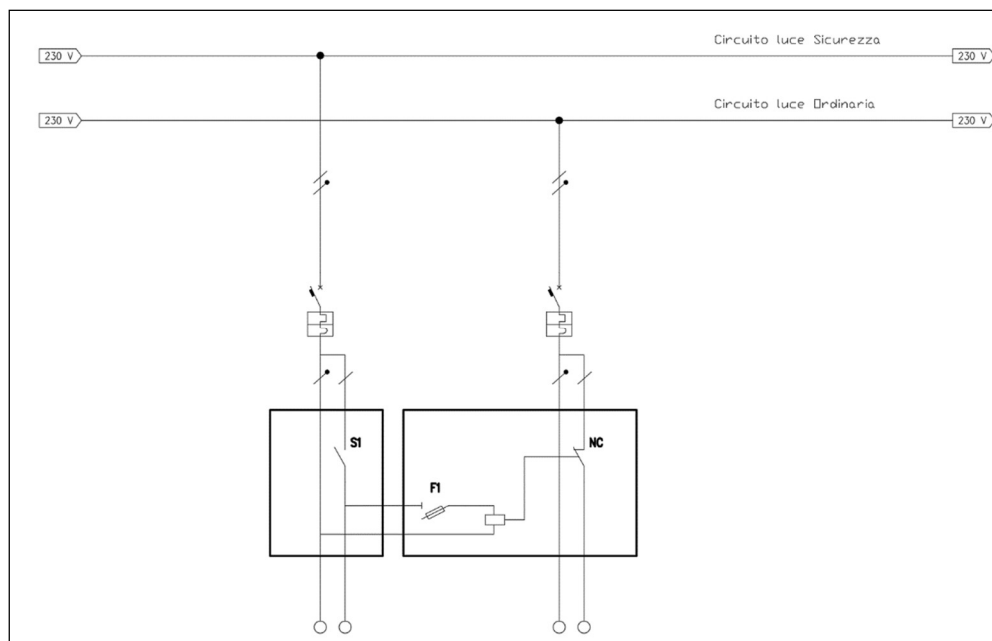 Circuito luce Sicurezza
230 V 230 V
Circuito luce Ordinaria
230 V 230 V
S1 NC
F1